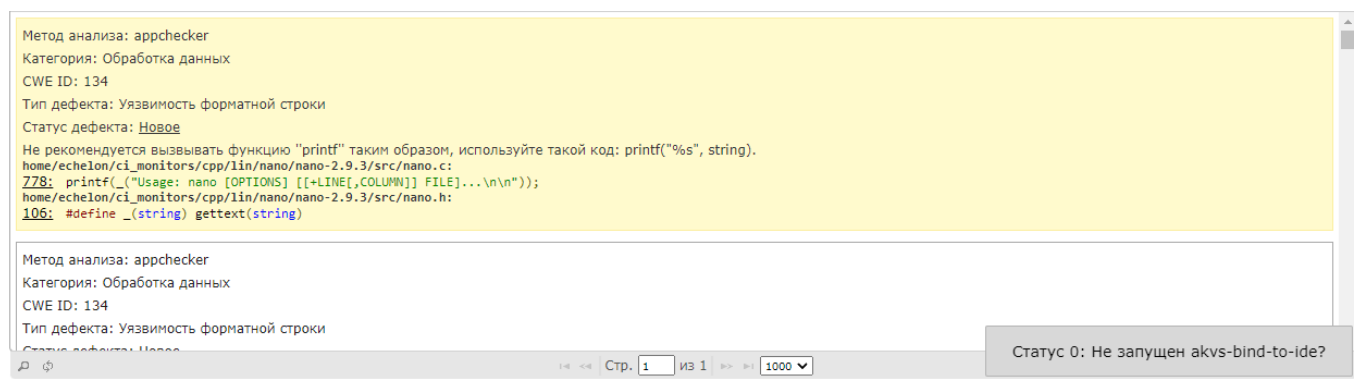 Метод анализа: appchecker
Категория: Обработка данных
CWE ID: 134
Тип дефекта: Уязвимость форматной строки
Статус дефекта: Новое
Не рекомендуется вызвывать функцию "printf" таким образом, используйте такой код: printf("%s", string).
home/echelon/ci_monitors/cpp/lin/nano/nano-2.9.3/src/nano.c:
778: printf(_("Usage: nano [OPTIONS] [[+LINE[,COLUMN]] FILE]...\n\n"));
home/echelon/ci_monitors/cpp/lin/nano/nano-2.9.3/src/nano.h:
106: #define _(string) gettext(string)
Метод анализа: appchecker
Категория: Обработка данных
CWE ID: 134
Тип дефекта: Уязвимость форматной строки
Статус дефекта: Новое
Статус 0: Не запущен akvs-bind-to-ide?
Стр. 1 из 1 1000